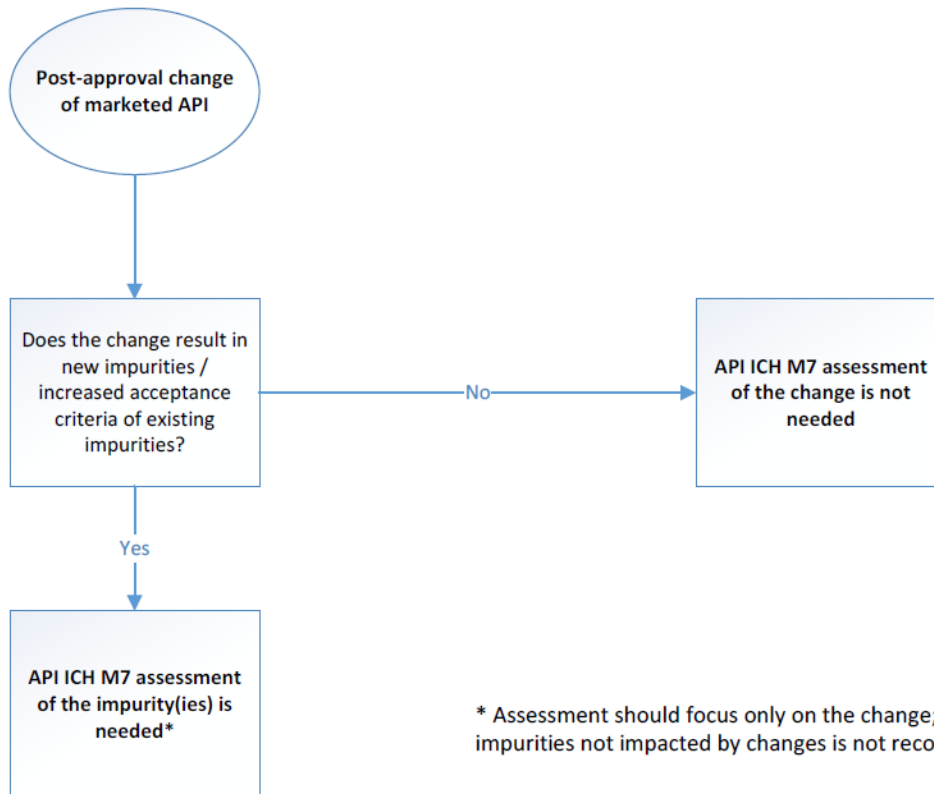 Post-approval change
of marketed API
Does the change result in
new impurities /
increased acceptance
criteria of existing
impurities?
No
API ICH M7 assessment
of the change is not
needed
Yes
API ICH M7 assessment
of the impurity(ies) is
needed*
* Assessment should focus only on the change;
impurities not impacted by changes is not